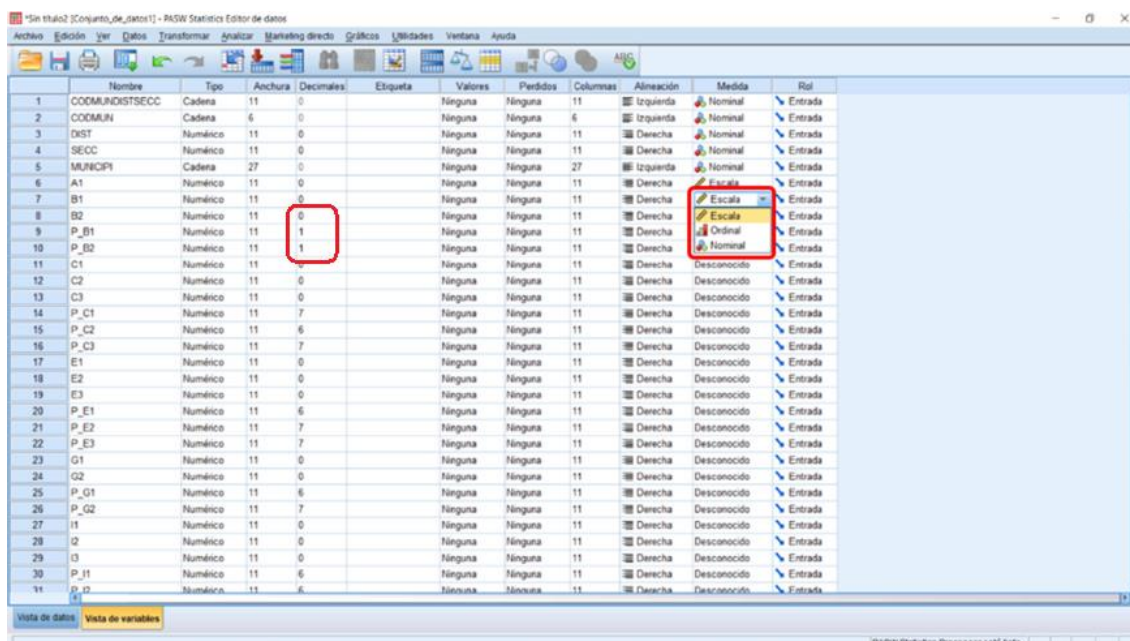 *Sin título2 [Conjunto_de_datos1] - PASW Statistics Editor de datos
Archivo Edición Ver Datos Transformar Analizar Marketing directo Gráficos Utilidades Ventana Ayuda
Nombre Tipo Anchura Decimales Etiqueta Valores Perdidos Columnas Alineación Medida Rol
1 CODMUNDISTSECC Cadena 11 0 Ninguna Ninguna 11 Izquierda Nominal Entrada
2 CODMUN Cadena 6 0 Ninguna Ninguna 6 Izquierda Nominal Entrada
3 DIST Numérico 11 0 Ninguna Ninguna 11 Derecha Nominal Entrada
4 SECC Numérico 11 0 Ninguna Ninguna 11 Derecha Nominal Entrada
5 MUNICIPI Cadena 27 0 Ninguna Ninguna 27 Izquierda Nominal Entrada
6 A1 Numérico 11 0 Ninguna Ninguna 11 Derecha Escala Entrada
7 B1 Numérico 11 0 Ninguna Ninguna 11 Derecha Escala Entrada
8 B2 Numérico 11 0 Ninguna Ninguna 11 Derecha Escala Entrada
9 P_B1 Numérico 11 1 Ninguna Ninguna 11 Derecha Ordinal Entrada
10 P_B2 Numérico 11 1 Ninguna Ninguna 11 Derecha Nominal Entrada
11 C1 Numérico 11 0 Ninguna Ninguna 11 Derecha Desconocido Entrada
12 C2 Numérico 11 0 Ninguna Ninguna 11 Derecha Desconocido Entrada
13 C3 Numérico 11 0 Ninguna Ninguna 11 Derecha Desconocido Entrada
14 P_C1 Numérico 11 7 Ninguna Ninguna 11 Derecha Desconocido Entrada
15 P_C2 Numérico 11 6 Ninguna Ninguna 11 Derecha Desconocido Entrada
16 P_C3 Numérico 11 7 Ninguna Ninguna 11 Derecha Desconocido Entrada
17 E1 Numérico 11 0 Ninguna Ninguna 11 Derecha Desconocido Entrada
18 E2 Numérico 11 0 Ninguna Ninguna 11 Derecha Desconocido Entrada
19 E3 Numérico 11 0 Ninguna Ninguna 11 Derecha Desconocido Entrada
20 P_E1 Numérico 11 6 Ninguna Ninguna 11 Derecha Desconocido Entrada
21 P_E2 Numérico 11 7 Ninguna Ninguna 11 Derecha Desconocido Entrada
22 P_E3 Numérico 11 7 Ninguna Ninguna 11 Derecha Desconocido Entrada
23 G1 Numérico 11 0 Ninguna Ninguna 11 Derecha Desconocido Entrada
24 G2 Numérico 11 0 Ninguna Ninguna 11 Derecha Desconocido Entrada
25 P_G1 Numérico 11 6 Ninguna Ninguna 11 Derecha Desconocido Entrada
26 P_G2 Numérico 11 7 Ninguna Ninguna 11 Derecha Desconocido Entrada
27 I1 Numérico 11 0 Ninguna Ninguna 11 Derecha Desconocido Entrada
28 I2 Numérico 11 0 Ninguna Ninguna 11 Derecha Desconocido Entrada
29 I3 Numérico 11 0 Ninguna Ninguna 11 Derecha Desconocido Entrada
30 P_I1 Numérico 11 6 Ninguna Ninguna 11 Derecha Desconocido Entrada
31 P_I2 Numérico 11 6 Ninguna Ninguna 11 Derecha Desconocido Entrada
Vista de datos Vista de variables